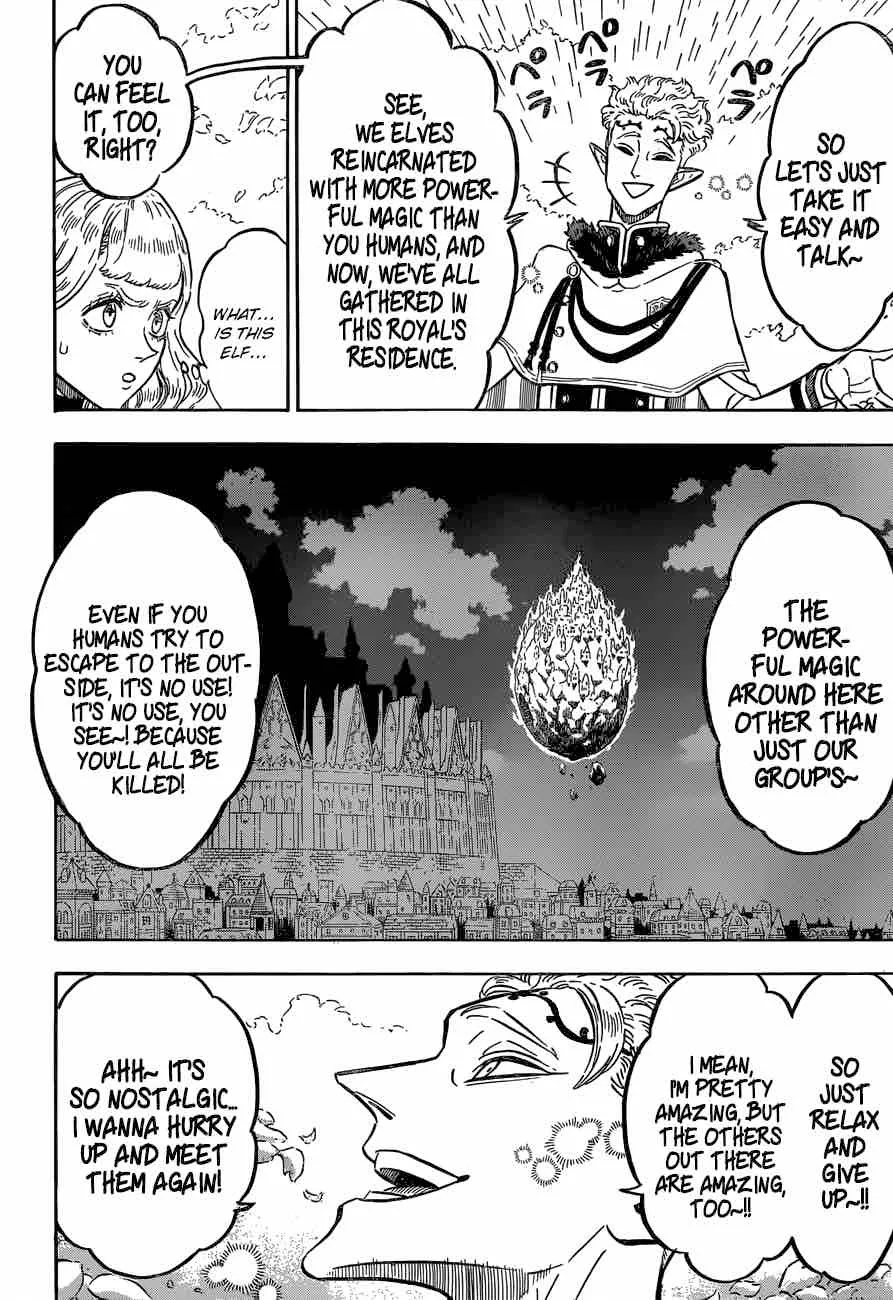 SO
LET'S JUST
TAKE IT
EASY AND
TALK~
ペラ
ペラ
SEE,
WE ELVES
REINCARNATED
WITH MORE POWER-
FUL MAGIC THAN
YOU HUMANS, AND
NOW, WE'VE ALL
GATHERED IN
THIS ROYAL'S
RESIDENCE.
YOU
CAN FEEL
IT, TOO,
RIGHT?
WHAT...
IS THIS
ELF...
THE
POWER-
FUL MAGIC
AROUND HERE
OTHER THAN
JUST OUR
GROUP'S~
EVEN IF YOU
HUMANS TRY TO
ESCAPE TO THE OUT-
SIDE, IT'S NO USE!
IT'S NO USE, YOU
SEE~! BECAUSE
YOU'LL ALL BE
KILLED!
SO
JUST
RELAX
AND
GIVE
UP~!!
I MEAN,
I'M PRETTY
AMAZING, BUT
THE OTHERS
OUT THERE
ARE AMAZING,
TOO~!!
AHH~ IT'S
SO NOSTALGIC...
I WANNA HURRY
UP AND MEET
THEM AGAIN!